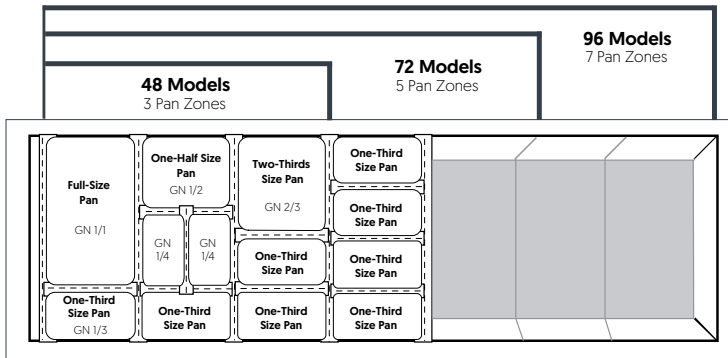 96 Models
7 Pan Zones
72 Models
5 Pan Zones
48 Models
3 Pan Zones
Full-Size
Pan
GN 1/1
One-Third
Size Pan
GN 1/3
One-Half Size
Pan
GN 1/2
GN
1/4
GN
1/4
One-Third
Size Pan
Two-Thirds
Size Pan
GN 2/3
One-Third
Size Pan
One-Third
Size Pan
One-Third
Size Pan
One-Third
Size Pan
One-Third
Size Pan
One-Third
Size Pan